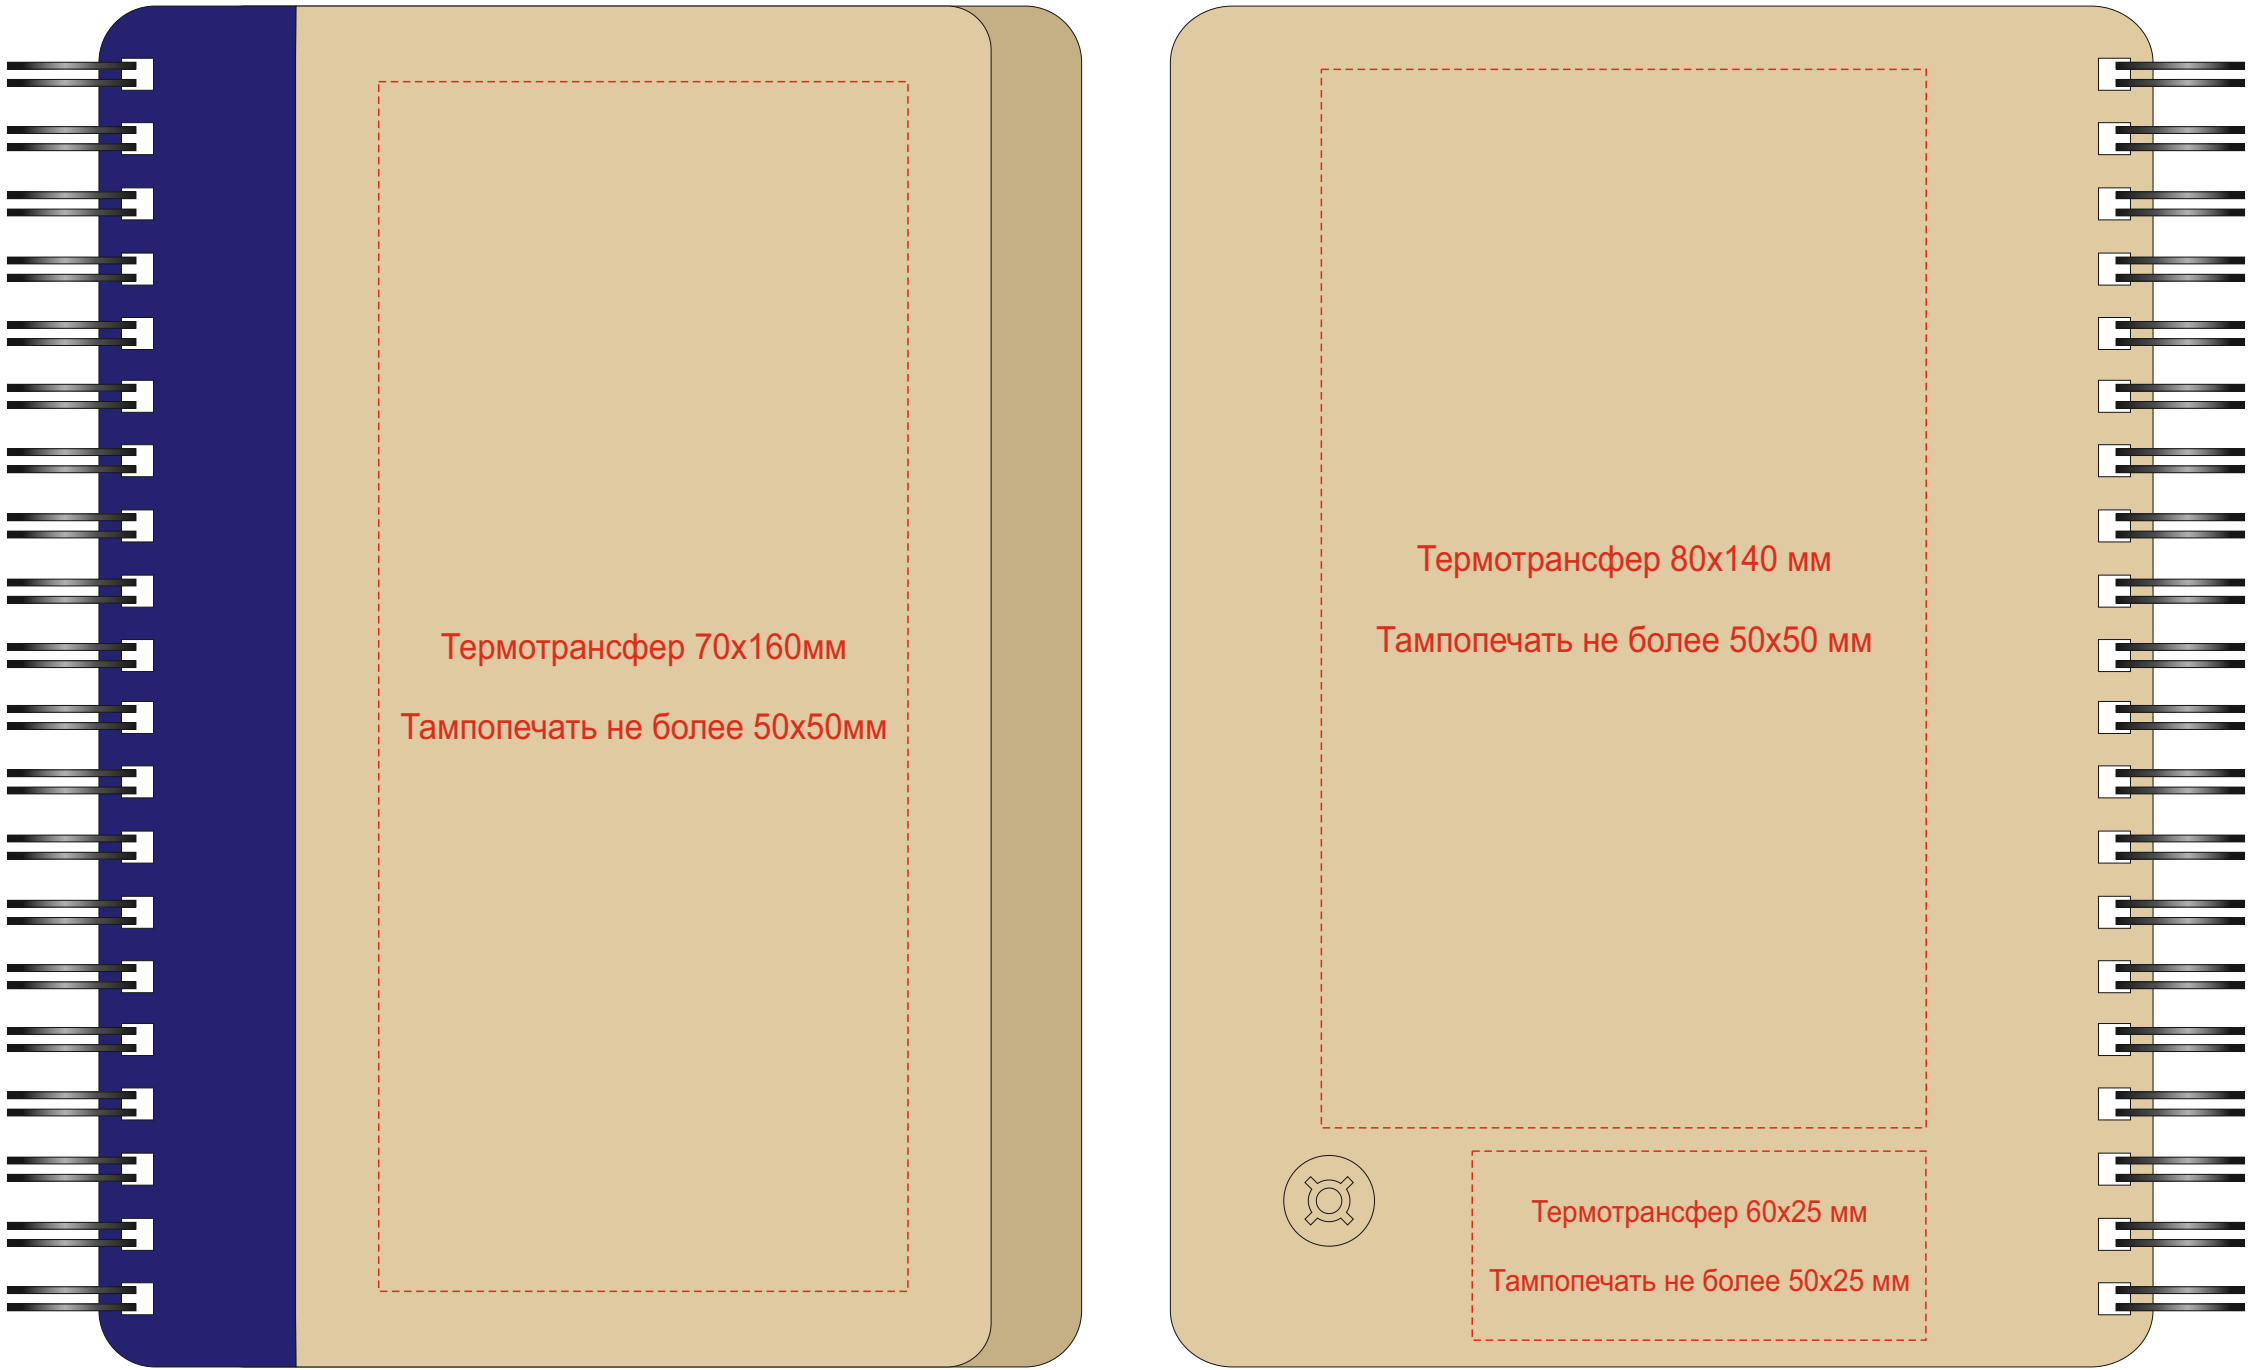 Термотрансфер 70х160мм
Тампопечать не более 50х50мм
Термотрансфер 80х140 мм
Тампопечать не более 50х50 мм
Термотрансфер 60х25 мм
Тампопечать не более 50х25 мм